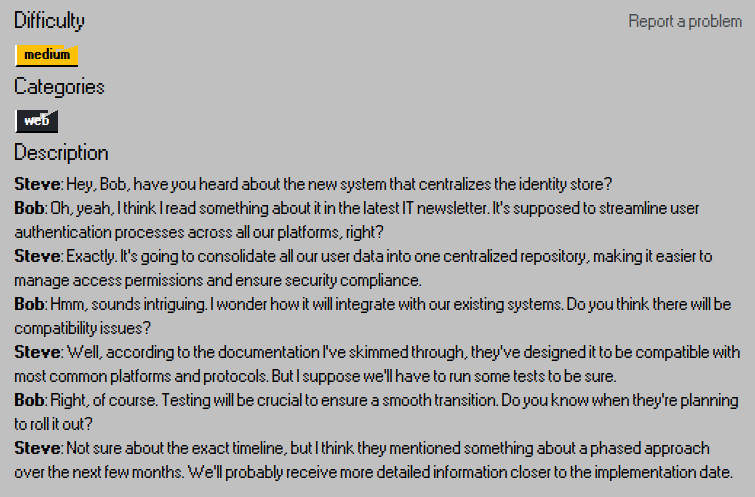 Difficulty
Report a problem
medium
Categories
web
Description
Steve: Hey, Bob, have you heard about the new system that centralizes the identity store?
Bob: Oh, yeah, I think I read something about it in the latest IT newsletter. It's supposed to streamline user
authentication processes across all our platforms, right?
Steve: Exactly. It's going to consolidate all our user data into one centralized repository, making it easier to
manage access permissions and ensure security compliance.
Bob: Hmm, sounds intriguing. I wonder how it will integrate with our existing systems. Do you think there will be
compatibility issues?
Steve: Well, according to the documentation I've skimmed through, they've designed it to be compatible with
most common platforms and protocols. But I suppose we'll have to run some tests to be sure.
Bob: Right, of course. Testing will be crucial to ensure a smooth transition. Do you know when they're planning
to roll it out?
Steve: Not sure about the exact timeline, but I think they mentioned something about a phased approach
over the next few months. We'll probably receive more detailed information closer to the implementation date.